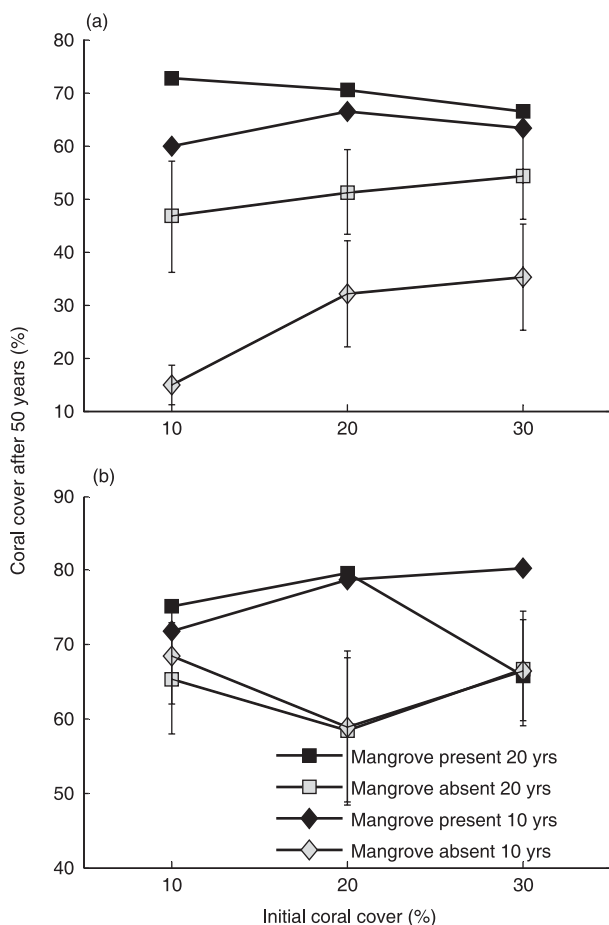 (a)
80
70
60
50
40
30
20
10
10 20 30
Coral cover after 50 years (%)
(b)
90
80
70
60
50
40
Mangrove present 20 yrs
Mangrove absent 20 yrs
Mangrove present 10 yrs
Mangrove absent 10 yrs
10 20 30
Initial coral cover (%)